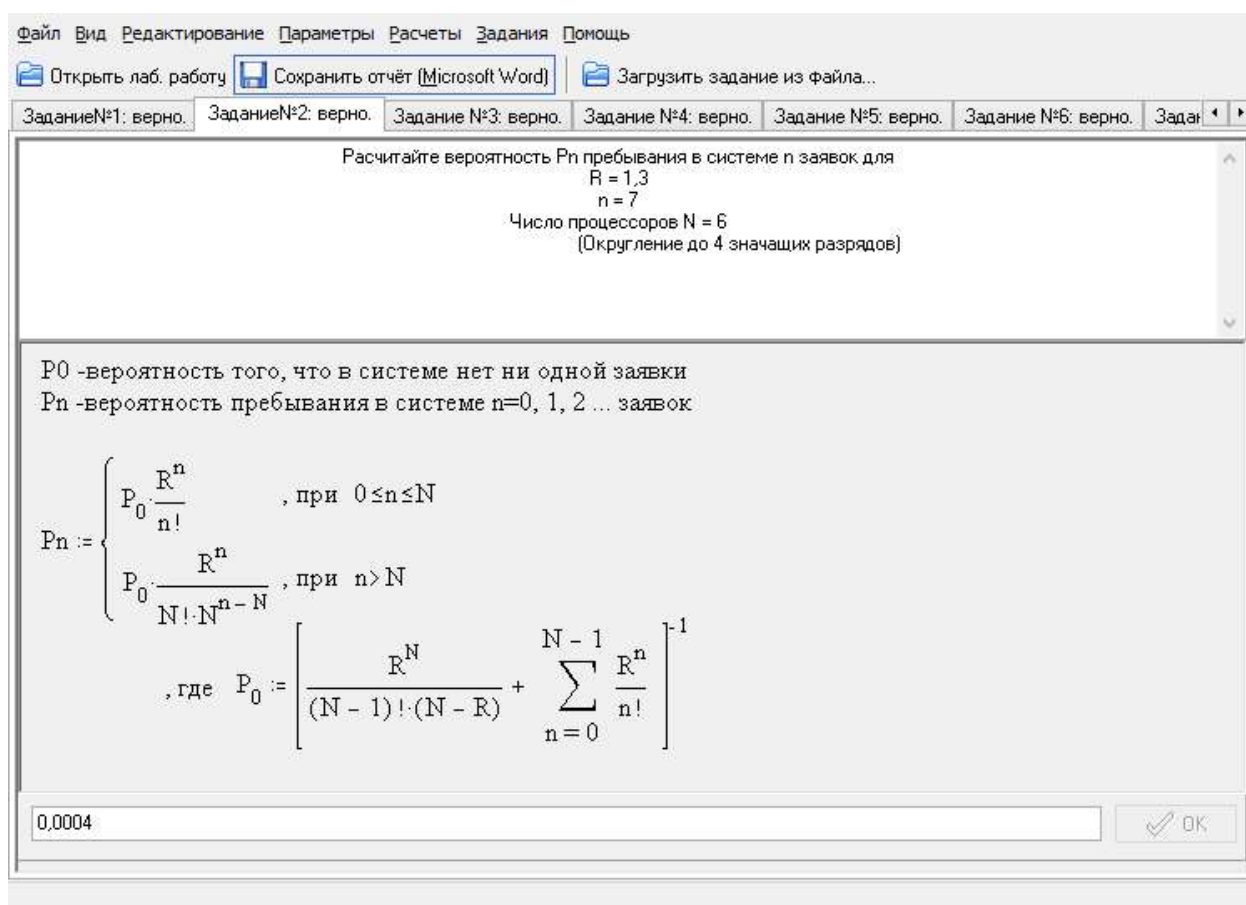 Файл Вид Редактирование Параметры Расчеты Задания Помощь
Открыть лаб. работу Сохранить отчёт (Microsoft Word) Загрузить задание из файла...
Задание№1: верно. Задание№2: верно. Задание №3: верно. Задание №4: верно. Задание №5: верно. Задание №6: верно. Задан
Расчитайте вероятность Pn пребывания в системе n заявок для
R = 1,3
n = 7
Число процессоров N = 6
(Округление до 4 значащих разрядов)
P0 -вероятность того, что в системе нет ни одной заявки
Pn -вероятность пребывания в системе n=0, 1, 2 ... заявок
Pn := { P₀·Rⁿ/n! , при 0≤n≤N
P₀·Rⁿ/(N!·N^(n – N)) , при n>N
, где P₀ := [ R^N/((N – 1)!·(N – R)) + ∑_(n = 0)^(N – 1) Rⁿ/n! ]^-1
0,0004
OK